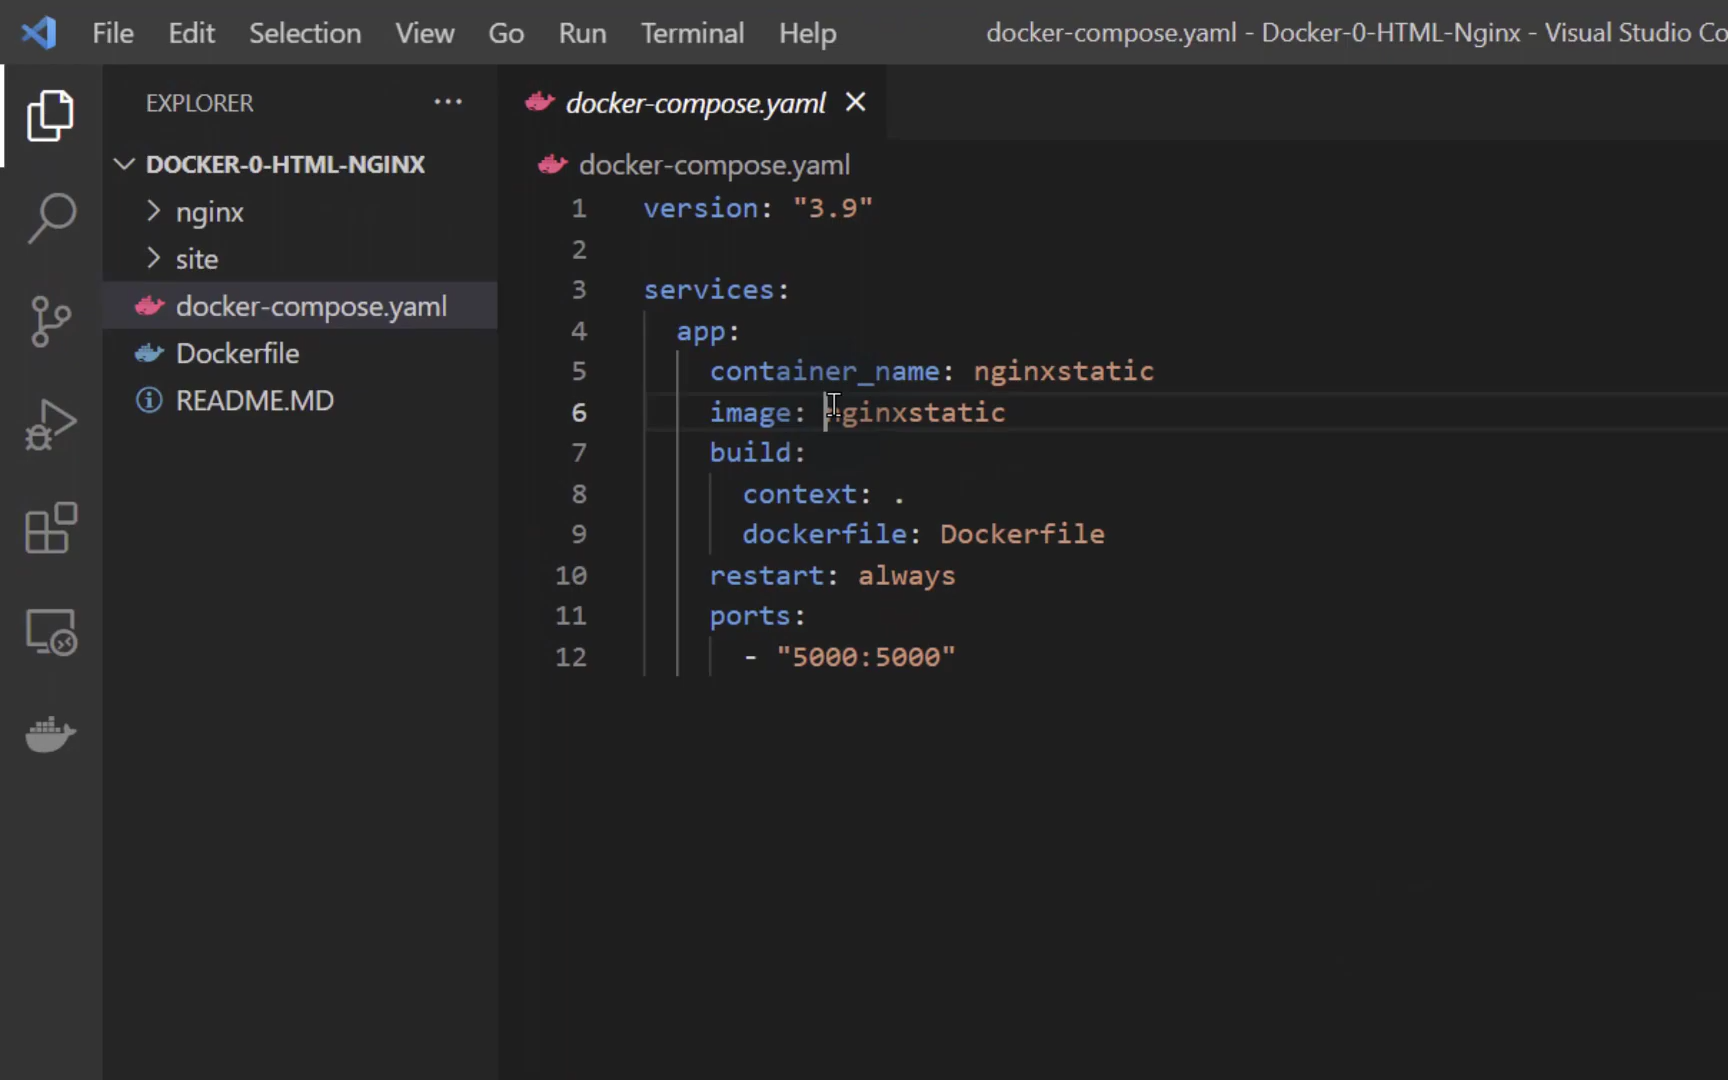 File Edit Selection View Go Run Terminal Help docker-compose.yaml - Docker-0-HTML-Nginx - Visual Studio Co
EXPLORER ···
DOCKER-0-HTML-NGINX
nginx
site
docker-compose.yaml
Dockerfile
README.MD
docker-compose.yaml
docker-compose.yaml
1 version: "3.9"
2
3 services:
4 app:
5 container_name: nginxstatic
6 image: nginxstatic
7 build:
8 context: .
9 dockerfile: Dockerfile
10 restart: always
11 ports:
12 - "5000:5000"